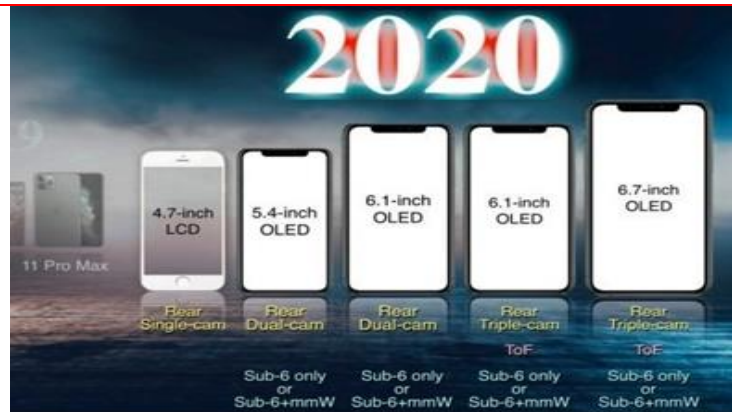 2020
9
11 Pro Max
4.7-inch
LCD
Rear
Single-cam
5.4-inch
OLED
Rear
Dual-cam
Sub-6 only
or
Sub-6+mmW
6.1-inch
OLED
Rear
Dual-cam
Sub-6 only
or
Sub-6+mmW
6.1-inch
OLED
Rear
Triple-cam
ToF
Sub-6 only
or
Sub-6+mmW
6.7-inch
OLED
Rear
Triple-cam
ToF
Sub-6 only
or
Sub-6+mmW